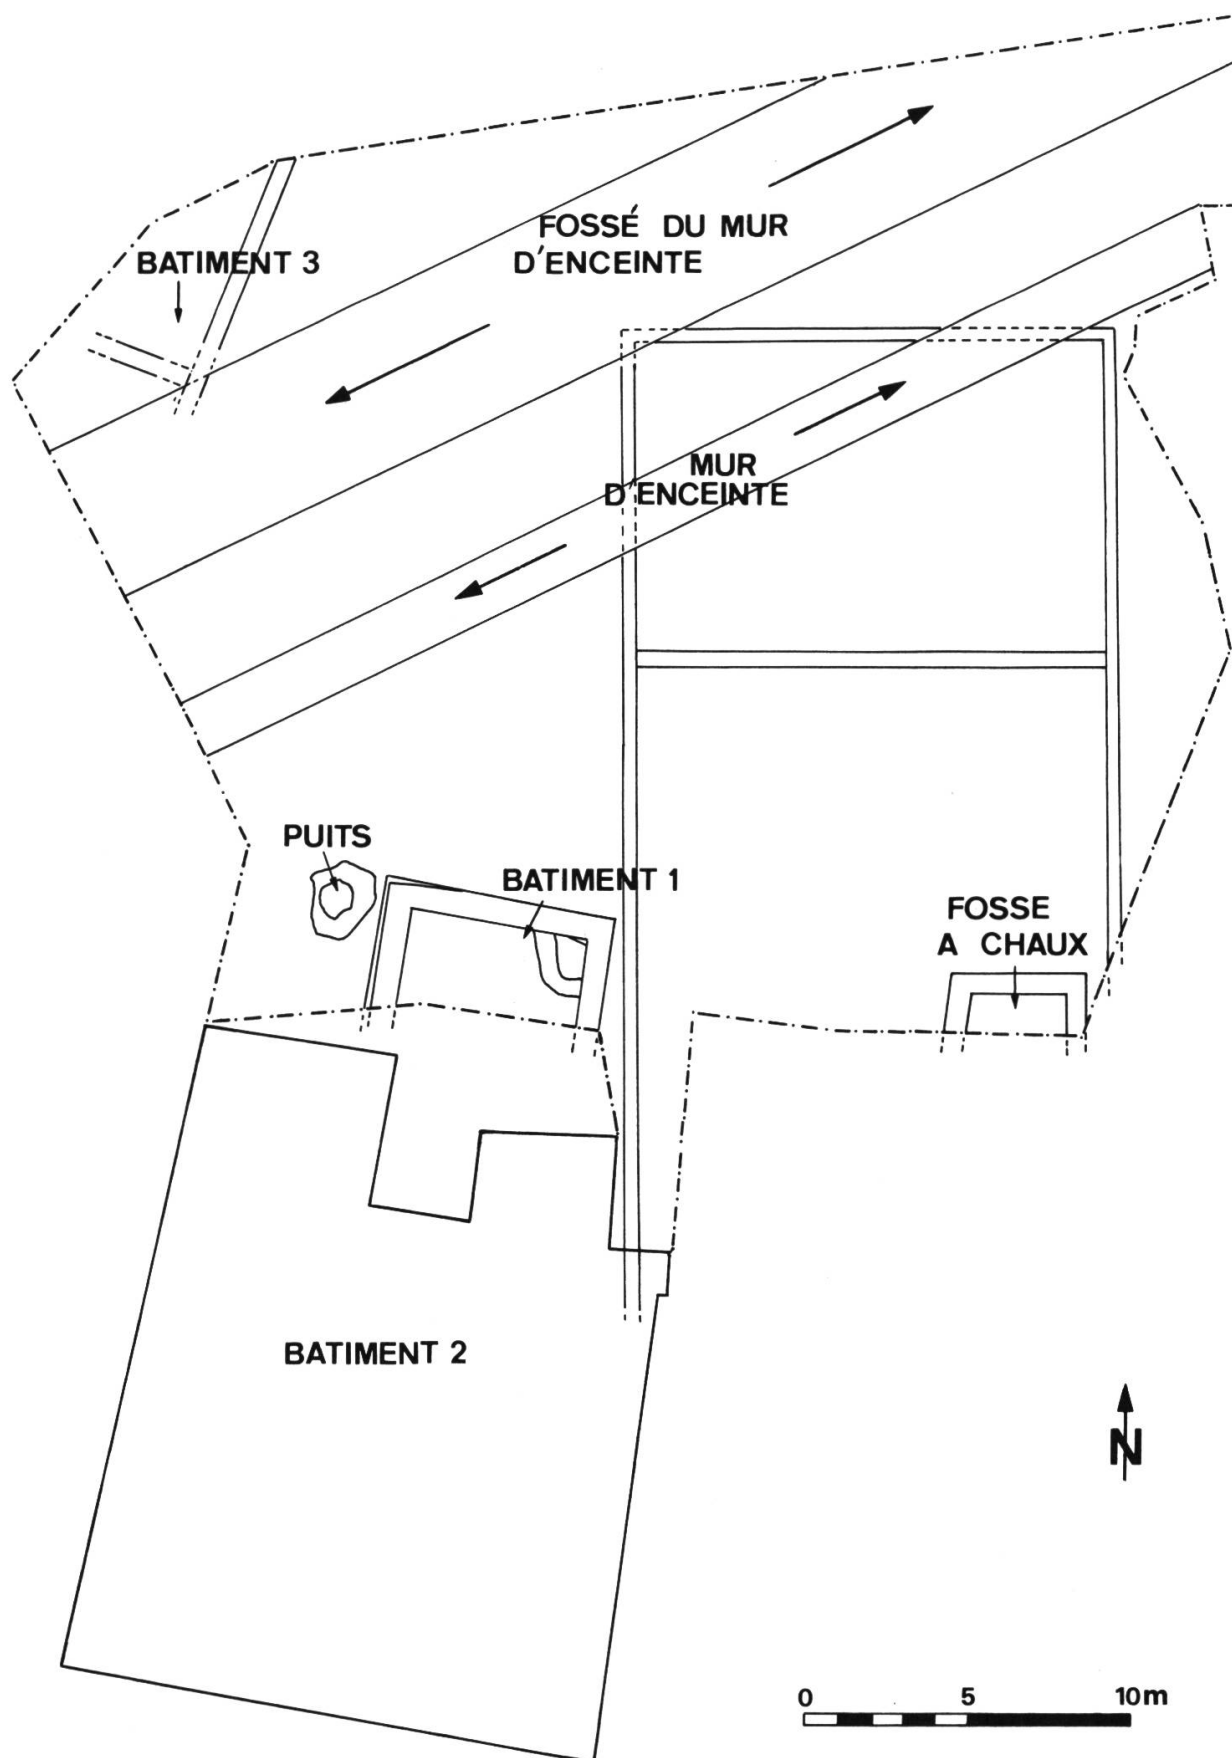 FOSSÉ DU MUR
D'ENCEINTE
BATIMENT 3
MUR
D'ENCEINTE
PUITS
BATIMENT 1
FOSSE
A CHAUX
BATIMENT 2
N
0 5 10m